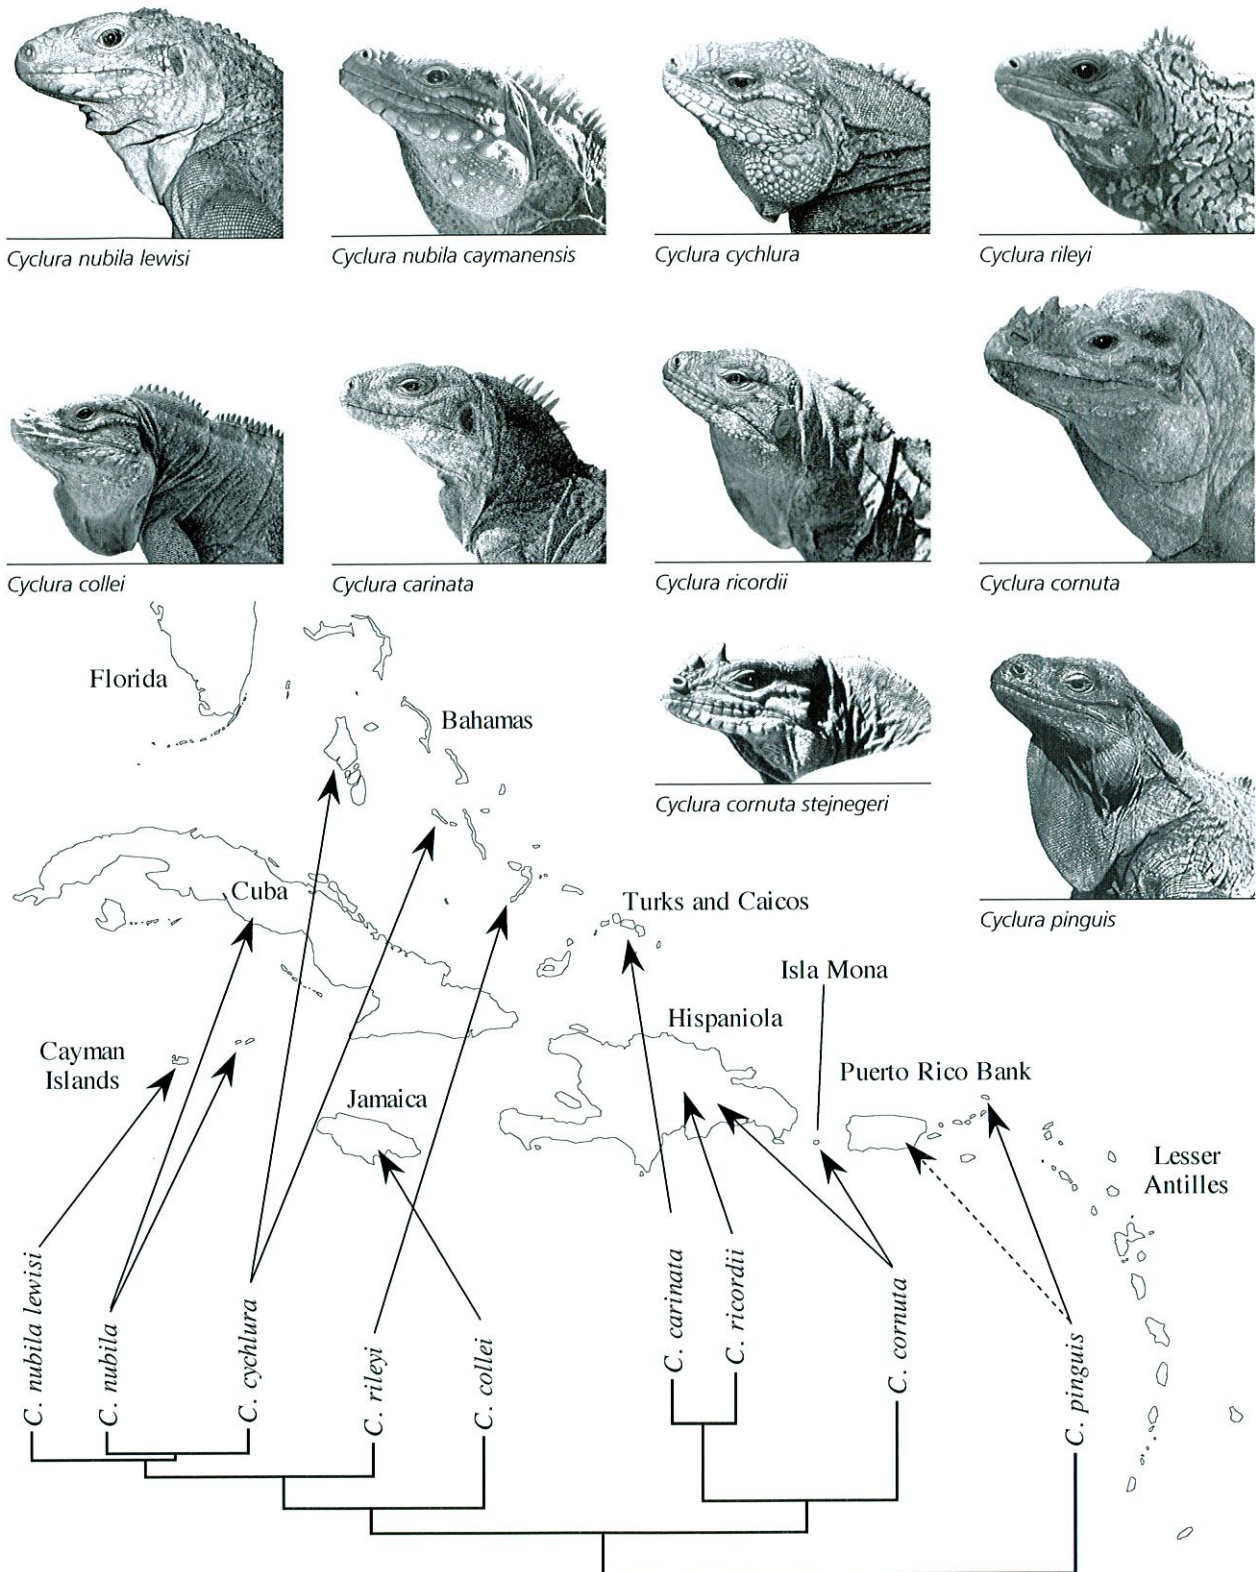 Cyclura nubila lewisi
Cyclura nubila caymanensis
Cyclura cychlura
Cyclura rileyi
Cyclura collei
Cyclura carinata
Cyclura ricordii
Cyclura cornuta
Cyclura cornuta stejnegeri
Cyclura pinguis
Florida
Bahamas
Cuba
Turks and Caicos
Isla Mona
Hispaniola
Cayman
Islands
Jamaica
Puerto Rico Bank
Lesser
Antilles
C. nubila lewisi
C. nubila
C. cychlura
C. rileyi
C. collei
C. carinata
C. ricordii
C. cornuta
C. pinguis